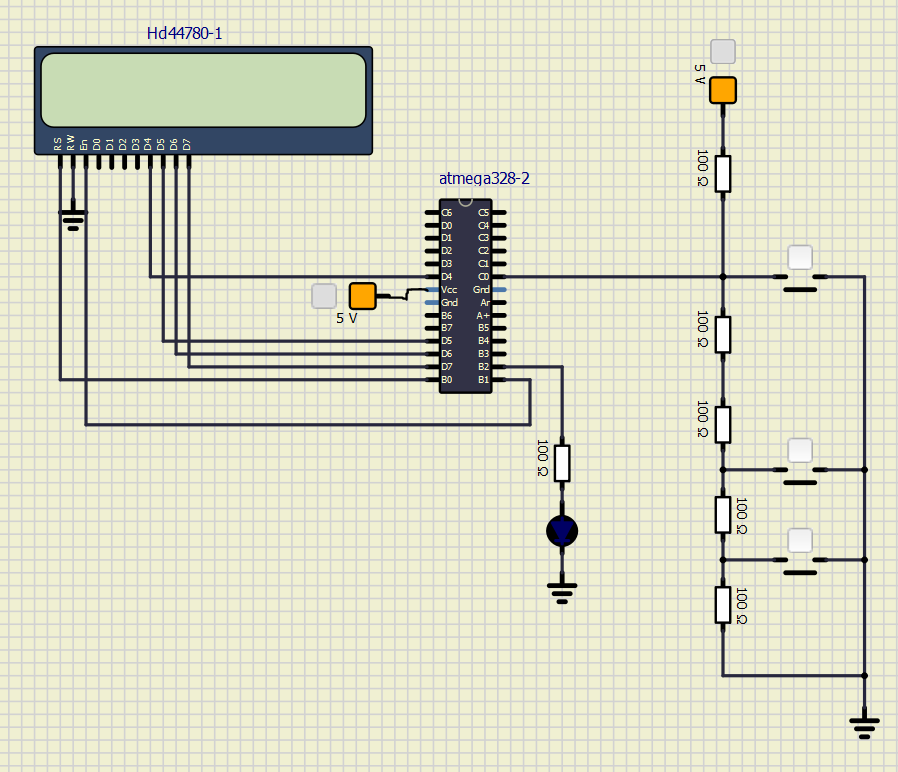 Hd44780-1
RS RW En D0 D1 D2 D3 D4 D5 D6 D7
5 V
100 Ω
atmega328-2
C6 C5
D0 C4
D1 C3
D2 C2
D3 C1
D4 C0
Vcc Gnd
Gnd Ar
B6 A+
B7 B5
D5 B4
D6 B3
D7 B2
B0 B1
5 V
100 Ω
100 Ω
100 Ω
100 Ω
100 Ω